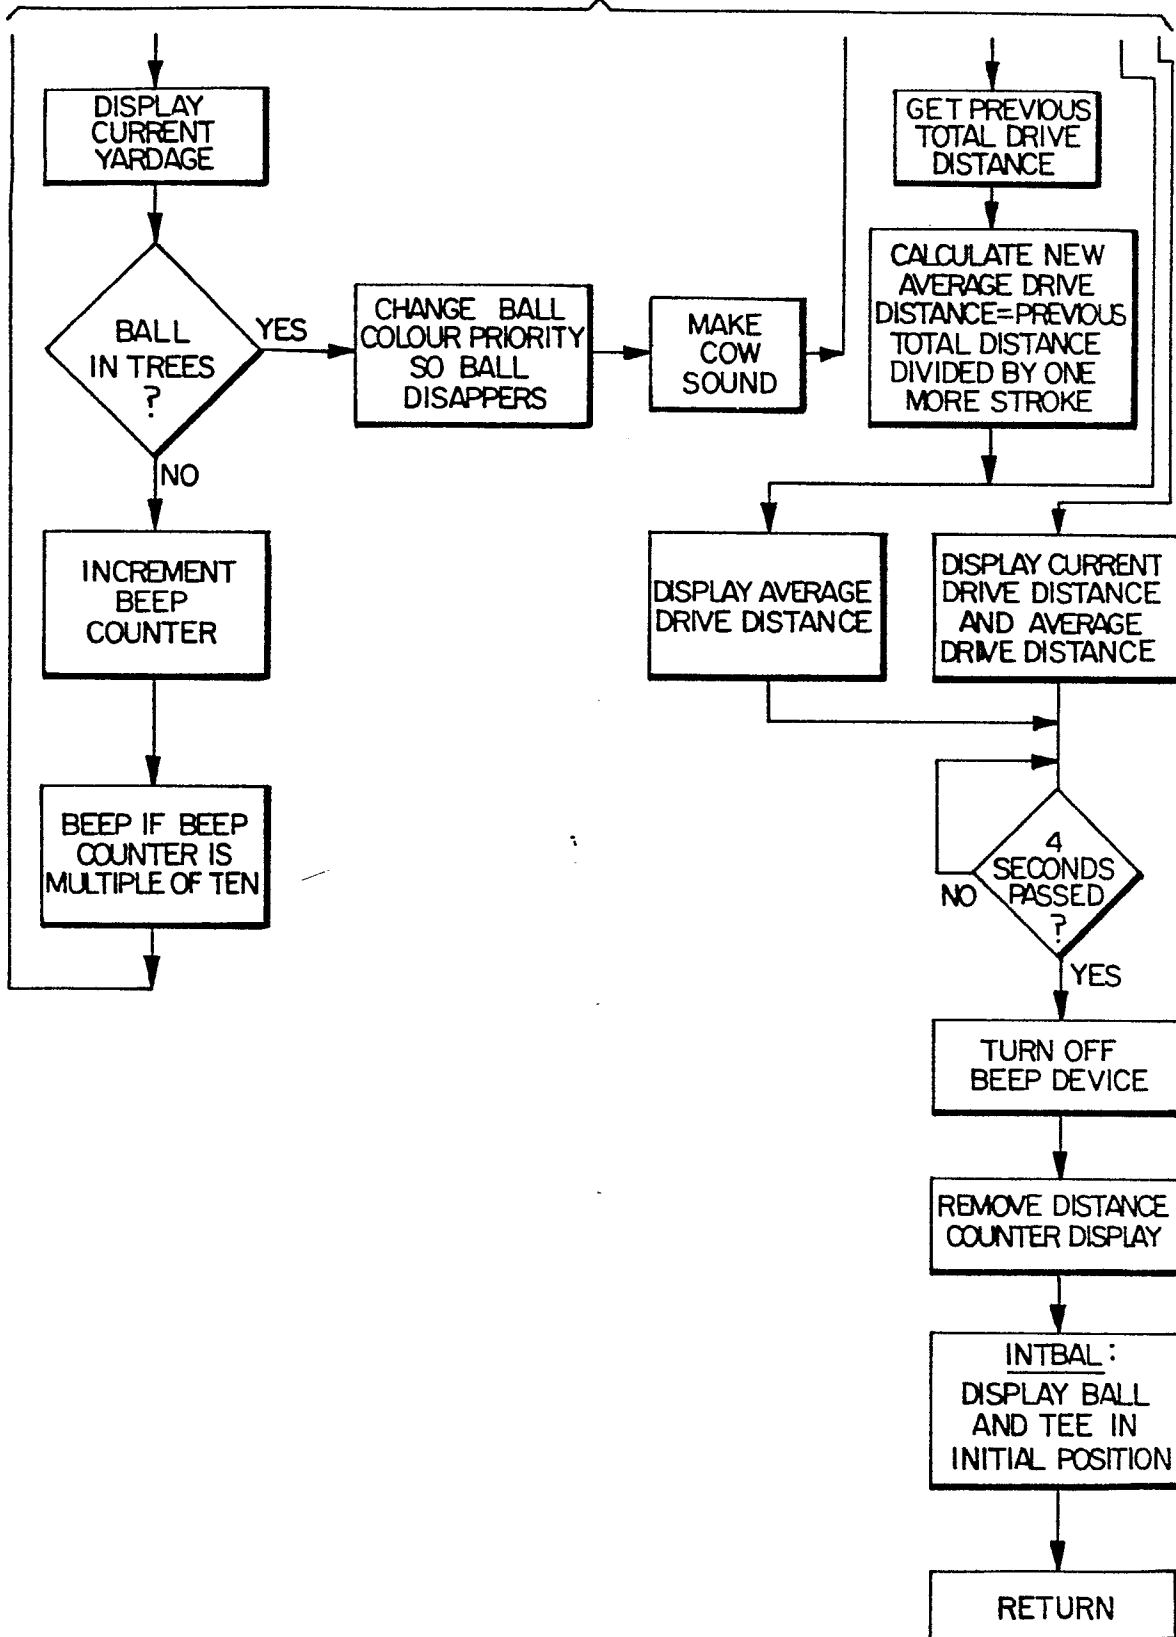 DISPLAY
CURRENT
YARDAGE
BALL
IN TREES
?
YES
NO
CHANGE BALL
COLOUR PRIORITY
SO BALL
DISAPPERS
MAKE
COW
SOUND
INCREMENT
BEEP
COUNTER
BEEP IF BEEP
COUNTER IS
MULTIPLE OF TEN
GET PREVIOUS
TOTAL DRIVE
DISTANCE
CALCULATE NEW
AVERAGE DRIVE
DISTANCE=PREVIOUS
TOTAL DISTANCE
DIVIDED BY ONE
MORE STROKE
DISPLAY AVERAGE
DRIVE DISTANCE
DISPLAY CURRENT
DRIVE DISTANCE
AND AVERAGE
DRIVE DISTANCE
4
SECONDS
PASSED
?
NO
YES
TURN OFF
BEEP DEVICE
REMOVE DISTANCE
COUNTER DISPLAY
INTBAL:
DISPLAY BALL
AND TEE IN
INITIAL POSITION
RETURN